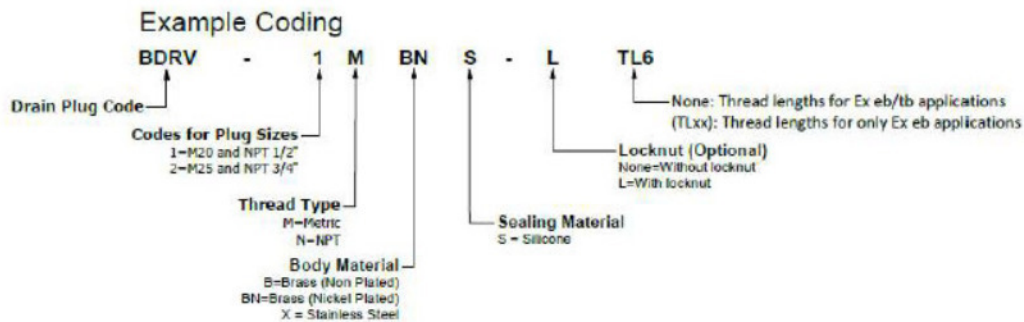 Example Coding
BDRV - 1 M BN S - L TL6
Drain Plug Code
None: Thread lengths for Ex eb/tb applications
(TLxx): Thread lengths for only Ex eb applications
Codes for Plug Sizes
1=M20 and NPT 1/2"
2=M25 and NPT 3/4"
Locknut (Optional)
None=Without locknut
L=With locknut
Thread Type
M=Metric
N=NPT
Sealing Material
S = Silicone
Body Material
B=Brass (Non Plated)
BN=Brass (Nickel Plated)
X = Stainless Steel